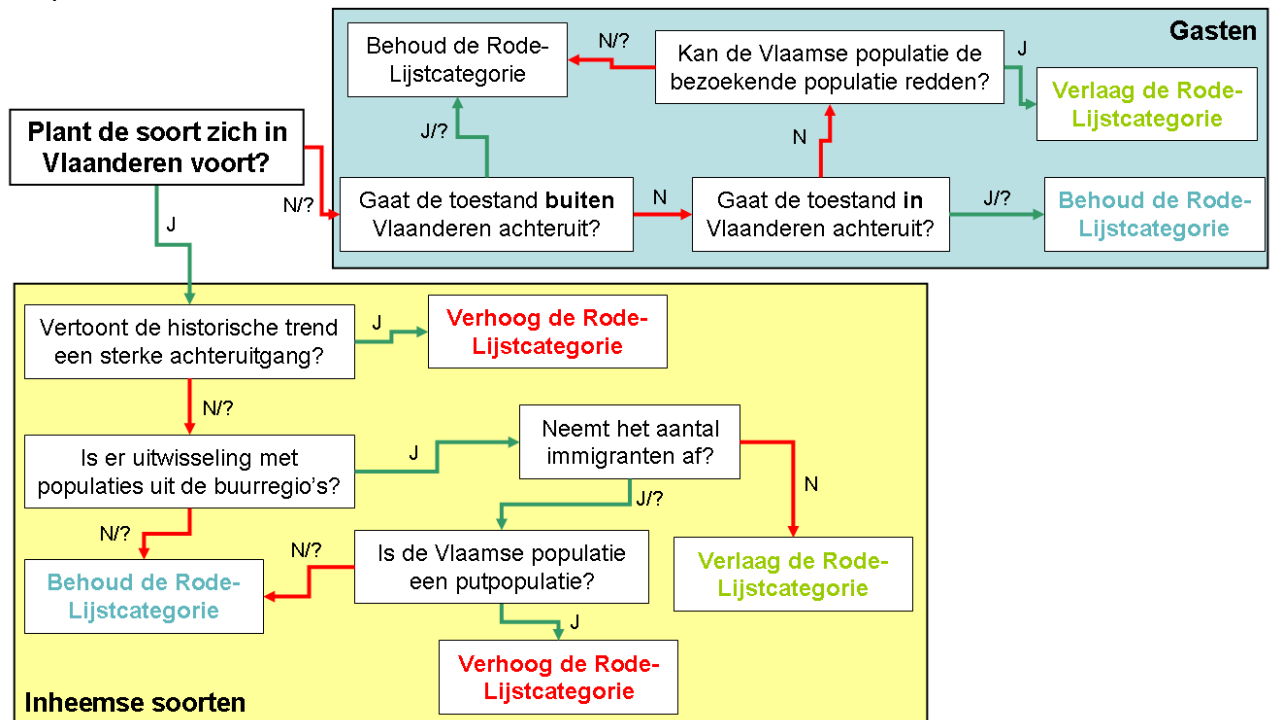 Gasten
Behoud de Rode-
Lijstcategorie
N/?
Kan de Vlaamse populatie de
bezoekende populatie redden?
J
Verlaag de Rode-
Lijstcategorie
Plant de soort zich in
Vlaanderen voort?
J/?
N
N/?
Gaat de toestand buiten
Vlaanderen achteruit?
N
Gaat de toestand in
Vlaanderen achteruit?
J/?
Behoud de Rode-
Lijstcategorie
J
Vertoont de historische trend
een sterke achteruitgang?
J
Verhoog de Rode-
Lijstcategorie
N/?
Is er uitwisseling met
populaties uit de buurregio's?
J
Neemt het aantal
immigranten af?
N
J/?
N/?
Behoud de Rode-
Lijstcategorie
N/?
Is de Vlaamse populatie
een putpopulatie?
Verlaag de Rode-
Lijstcategorie
J
Verhoog de Rode-
Lijstcategorie
Inheemse soorten